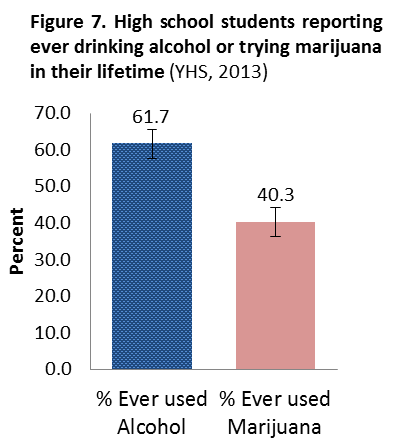 Figure 7. High school students reporting
ever drinking alcohol or trying marijuana
in their lifetime (YHS, 2013)
70.0
60.0
50.0
40.0
30.0
20.0
10.0
0.0
Percent
61.7
40.3
% Ever used
Alcohol
% Ever used
Marijuana